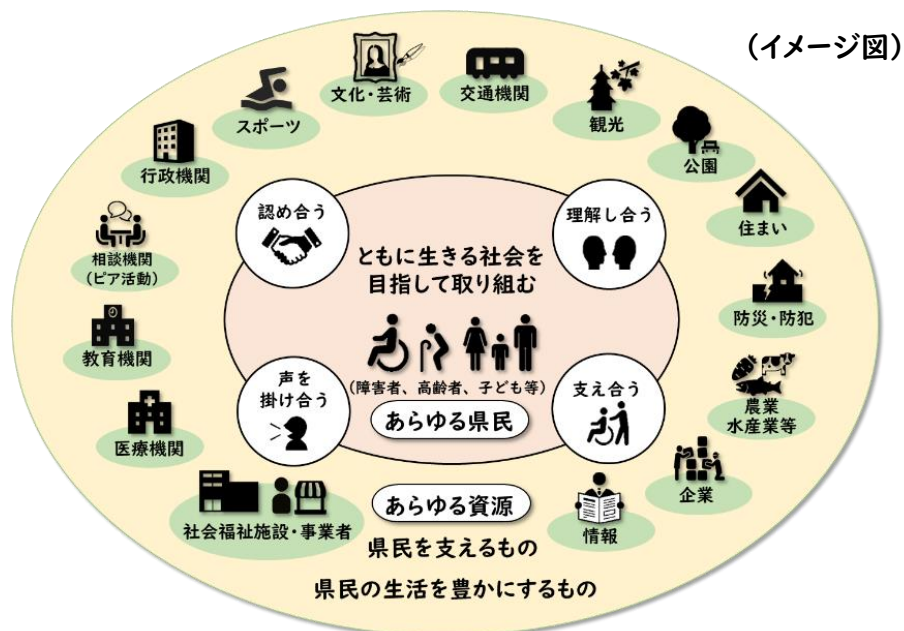 (イメージ図)
文化・芸術
交通機関
スポーツ
観光
公園
行政機関
住まい
相談機関
(ピア活動)
防災・防犯
教育機関
農業
水産業等
医療機関
企業
社会福祉施設・事業者
情報
認め合う
理解し合う
ともに生きる社会を
目指して取り組む
声を
掛け合う
(障害者、高齢者、子ども等)
支え合う
あらゆる県民
あらゆる資源
県民を支えるもの
県民の生活を豊かにするもの